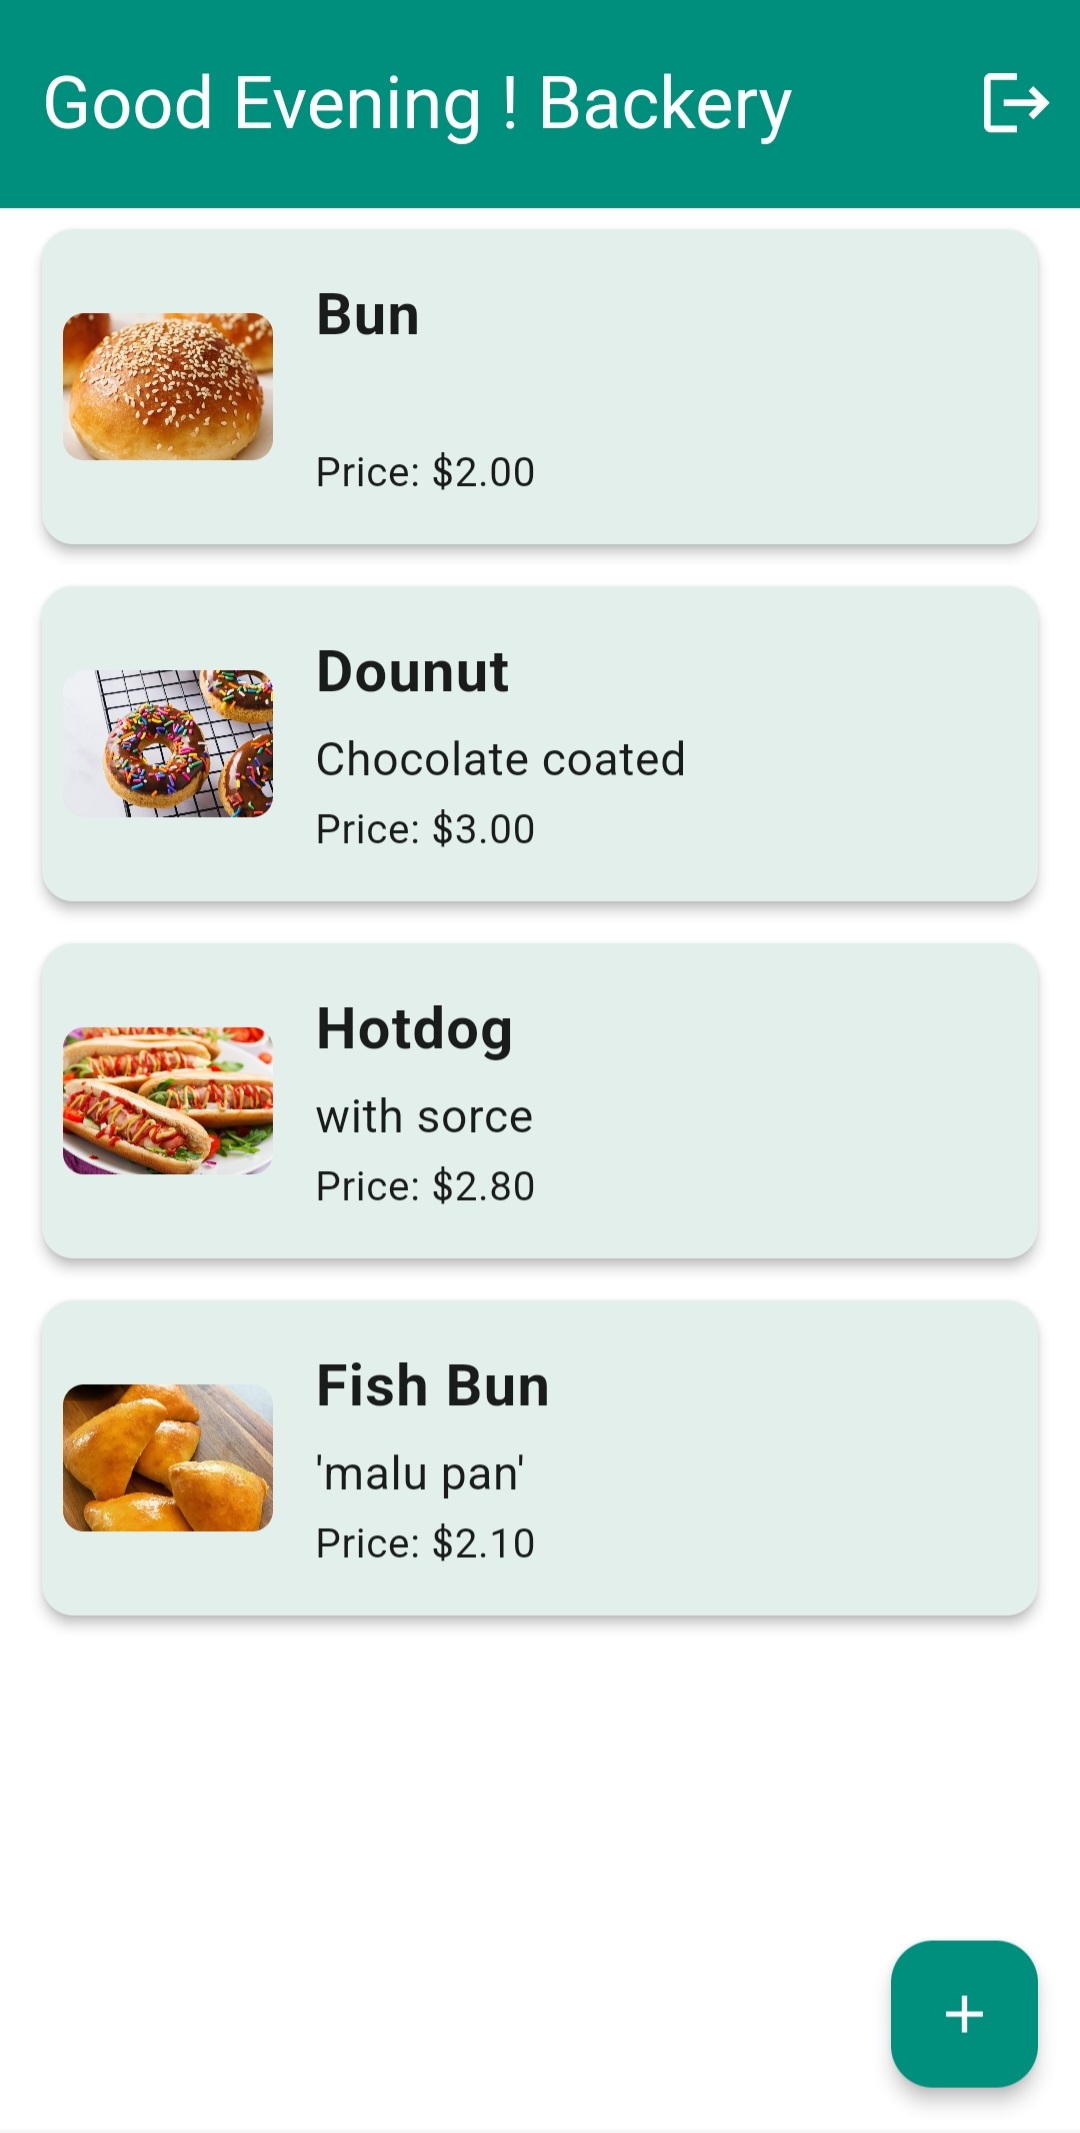 Good Evening ! Backery
Bun
Price: $2.00
Dounut
Chocolate coated
Price: $3.00
Hotdog
with sorce
Price: $2.80
Fish Bun
'malu pan'
Price: $2.10